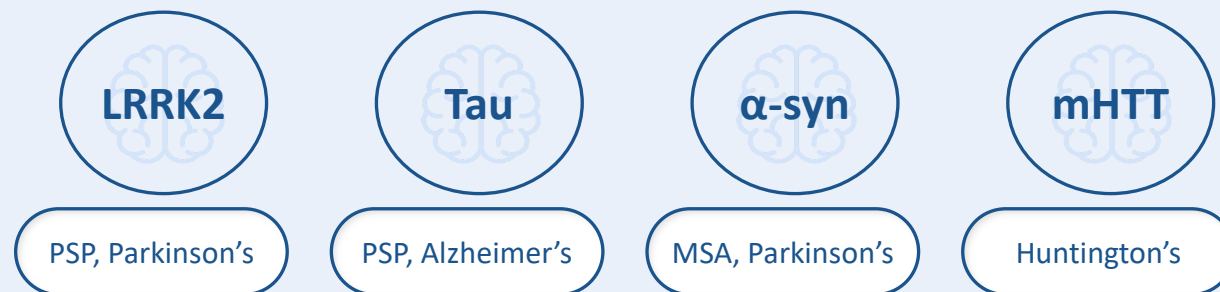 LRRK2 Tau α-syn mHTT
PSP, Parkinson’s PSP, Alzheimer’s MSA, Parkinson’s Huntington’s